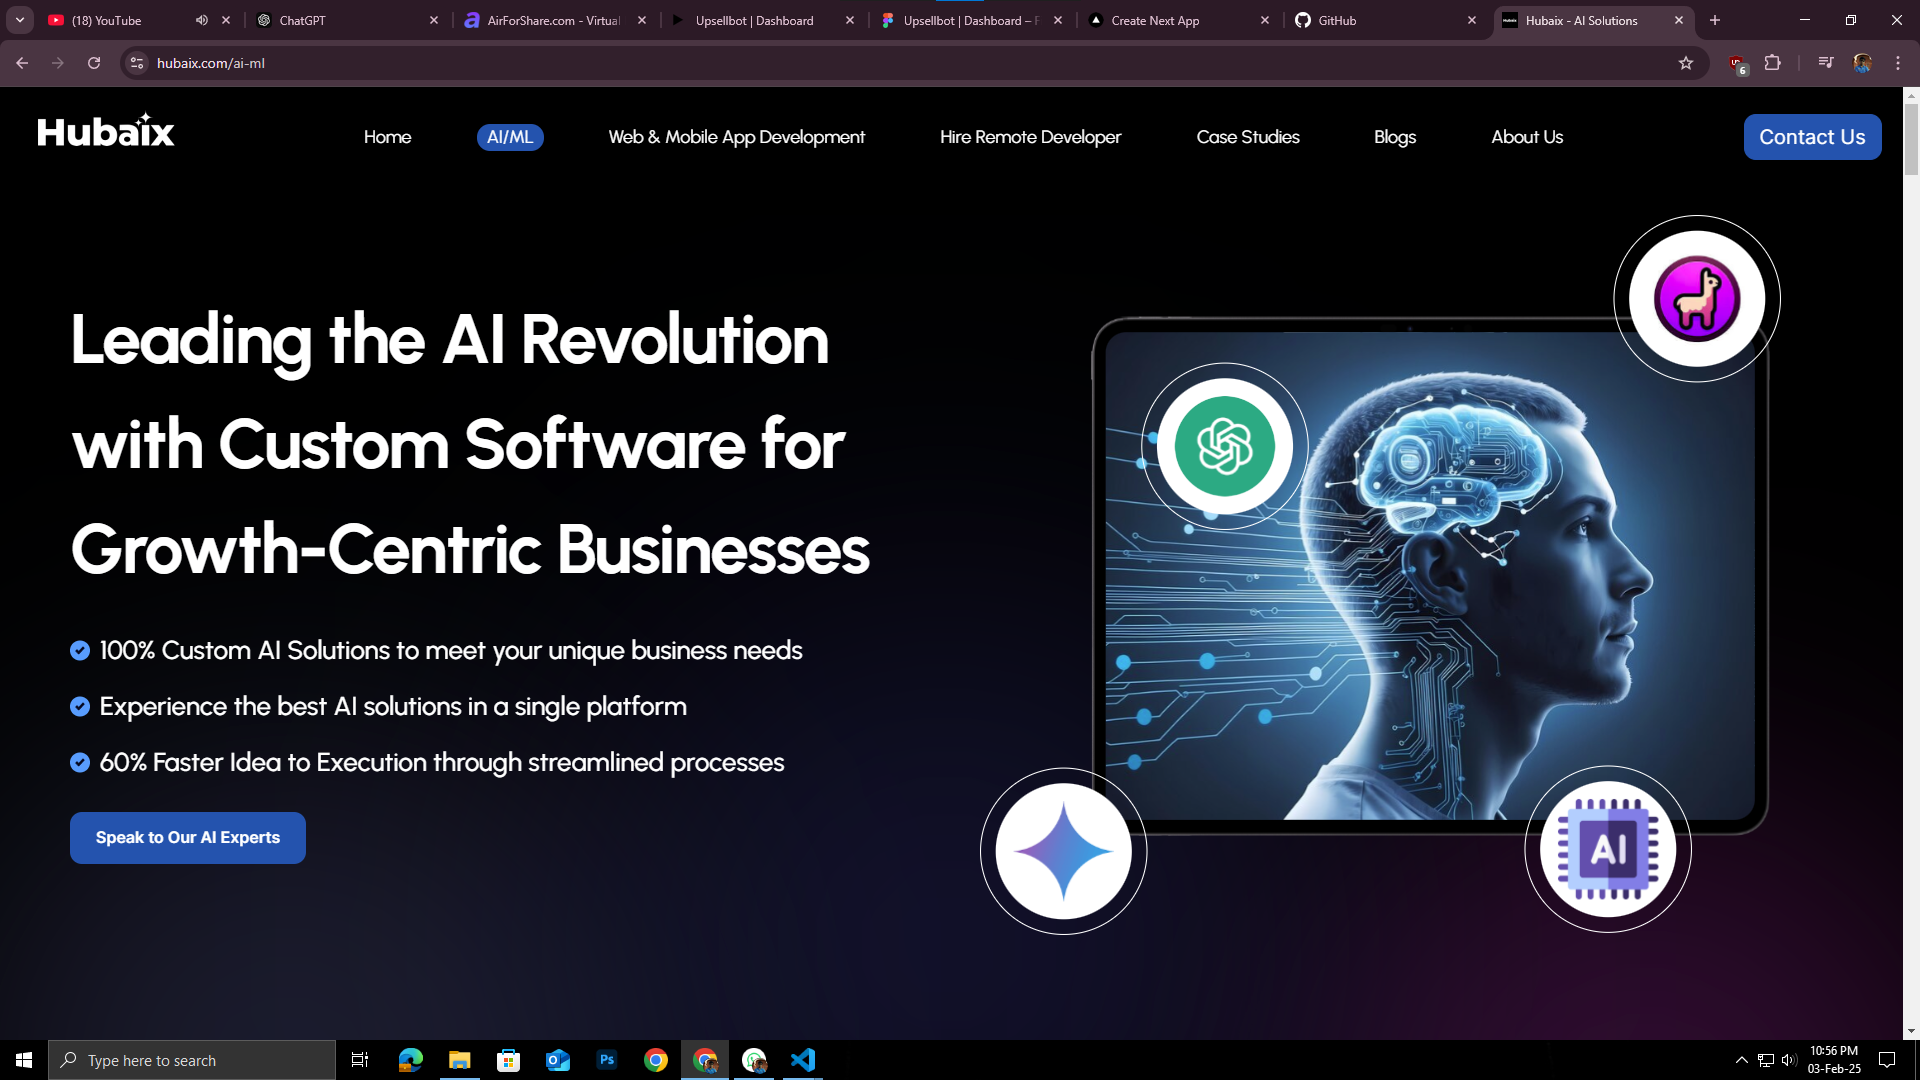 (18) YouTube
ChatGPT
AirForShare.com - Virtual
Upsellbot | Dashboard
Upsellbot | Dashboard – F
Create Next App
GitHub
Hubaix - AI Solutions
hubaix.com/ai-ml
6
Hubaix
Home
AI/ML
Web & Mobile App Development
Hire Remote Developer
Case Studies
Blogs
About Us
Contact Us
Leading the AI Revolution
with Custom Software for
Growth-Centric Businesses
100% Custom AI Solutions to meet your unique business needs
Experience the best AI solutions in a single platform
60% Faster Idea to Execution through streamlined processes
Speak to Our AI Experts
AI
Type here to search
Ps
10:56 PM
03-Feb-25